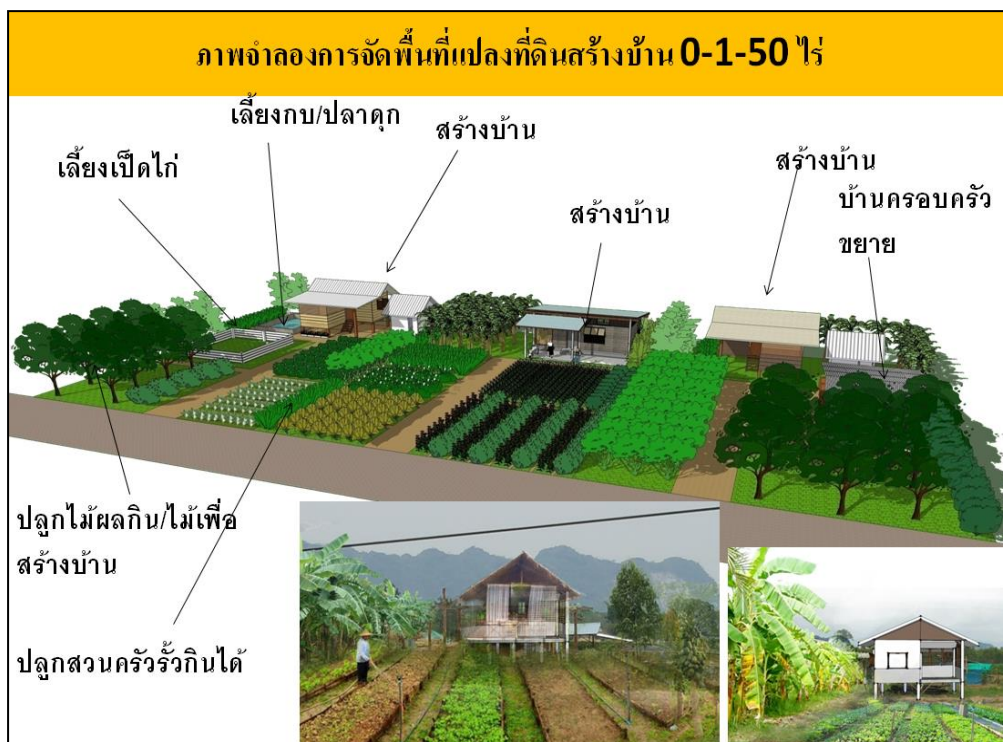 ภาพจำลองการจัดพื้นที่แปลงที่ดินสร้างบ้าน 0-1-50 ไร่
เลี้ยงกบ/ปลาดุก
สร้างบ้าน
เลี้ยงเป็ดไก่
สร้างบ้าน
สร้างบ้าน
บ้านครอบครัว
ขยาย
ปลูกไม้ผลกิน/ไม้เพื่อ
สร้างบ้าน
ปลูกสวนครัวรั้วกินได้